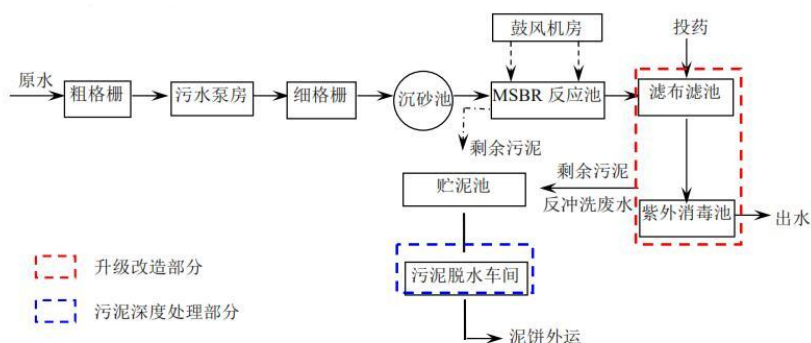 鼓风机房
投药
原水
粗格栅
污水泵房
细格栅
沉砂池
MSBR 反应池
滤布滤池
剩余污泥
贮泥池
剩余污泥
反冲洗废水
紫外消毒池
出水
升级改造部分
污泥脱水车间
污泥深度处理部分
泥饼外运